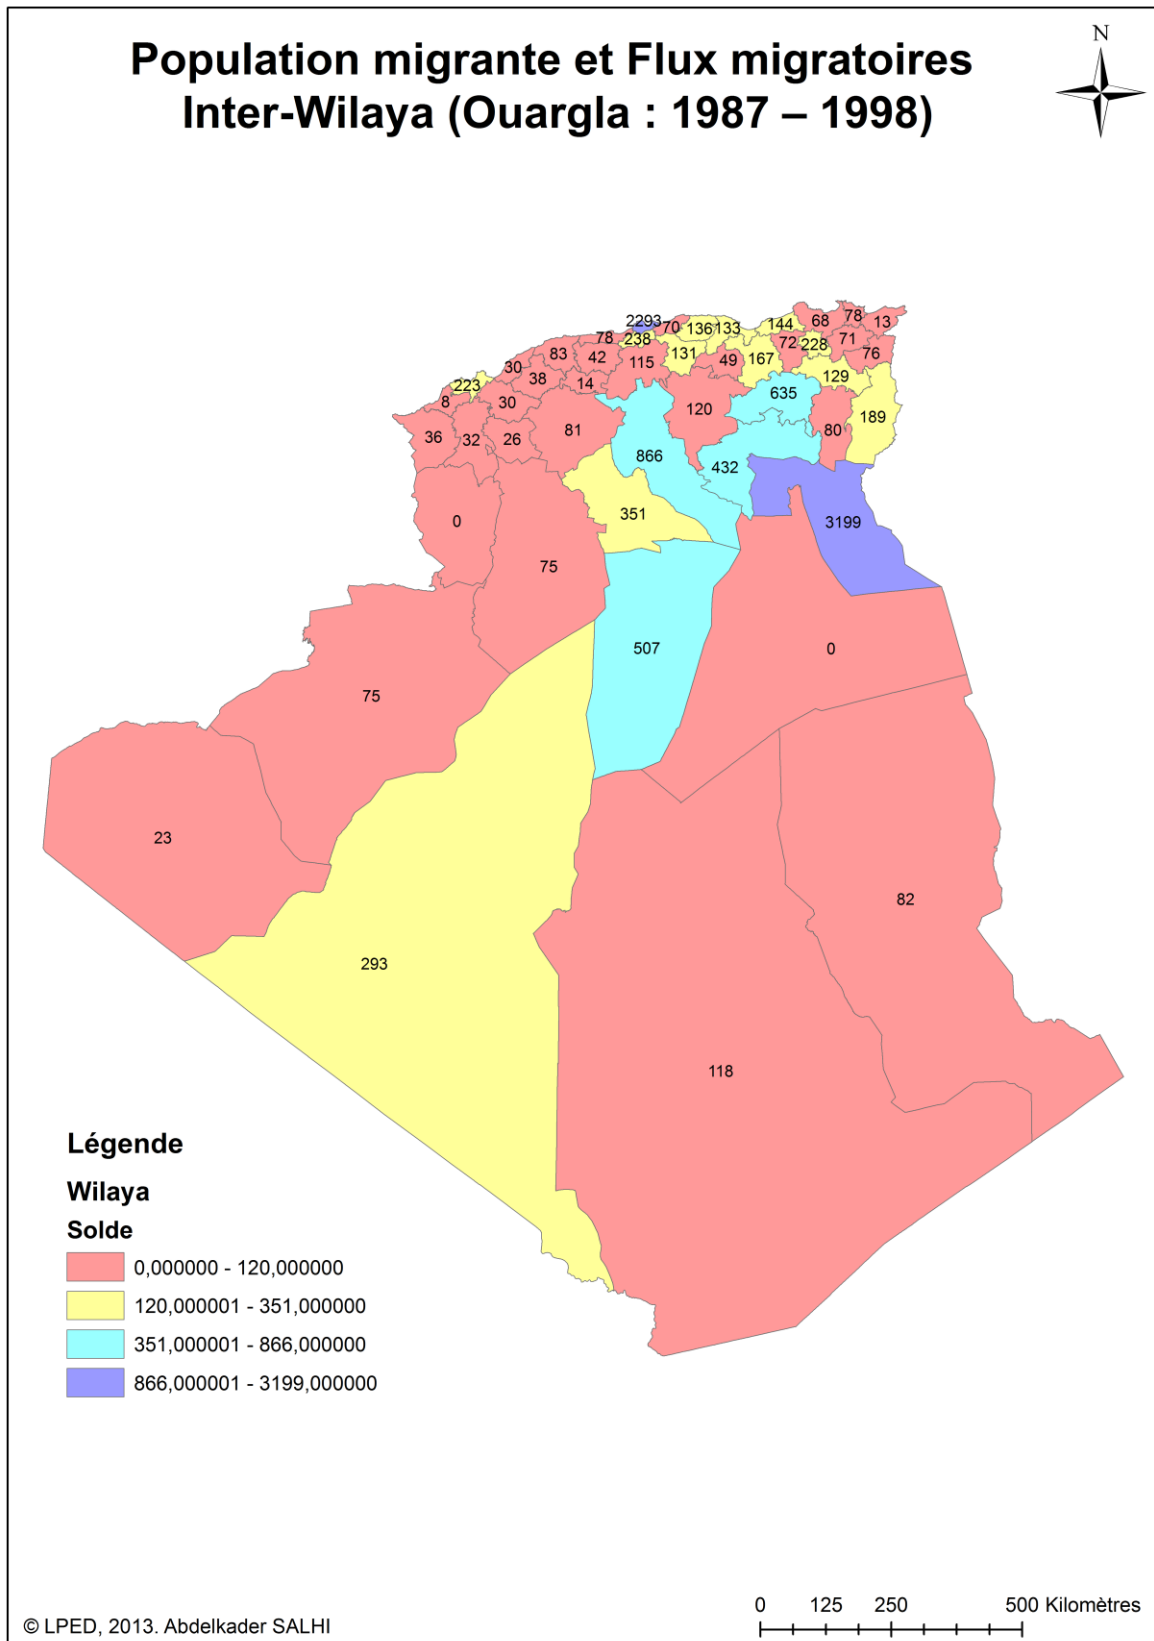 Population migrante et Flux migratoires
Inter-Wilaya (Ouargla : 1987 – 1998)
N
2293 70 136 133 144 68 78 13
78 238 131 49 167 72 228 71 76
30 83 42 115 129
223 38 14 635
8 30 120 80 189
36 32 26 81 866 432
0 351 3199
75
507 0
75
23
82
293
118
Légende
Wilaya
Solde
0,000000 - 120,000000
120,000001 - 351,000000
351,000001 - 866,000000
866,000001 - 3199,000000
0 125 250 500 Kilomètres
© LPED, 2013. Abdelkader SALHI